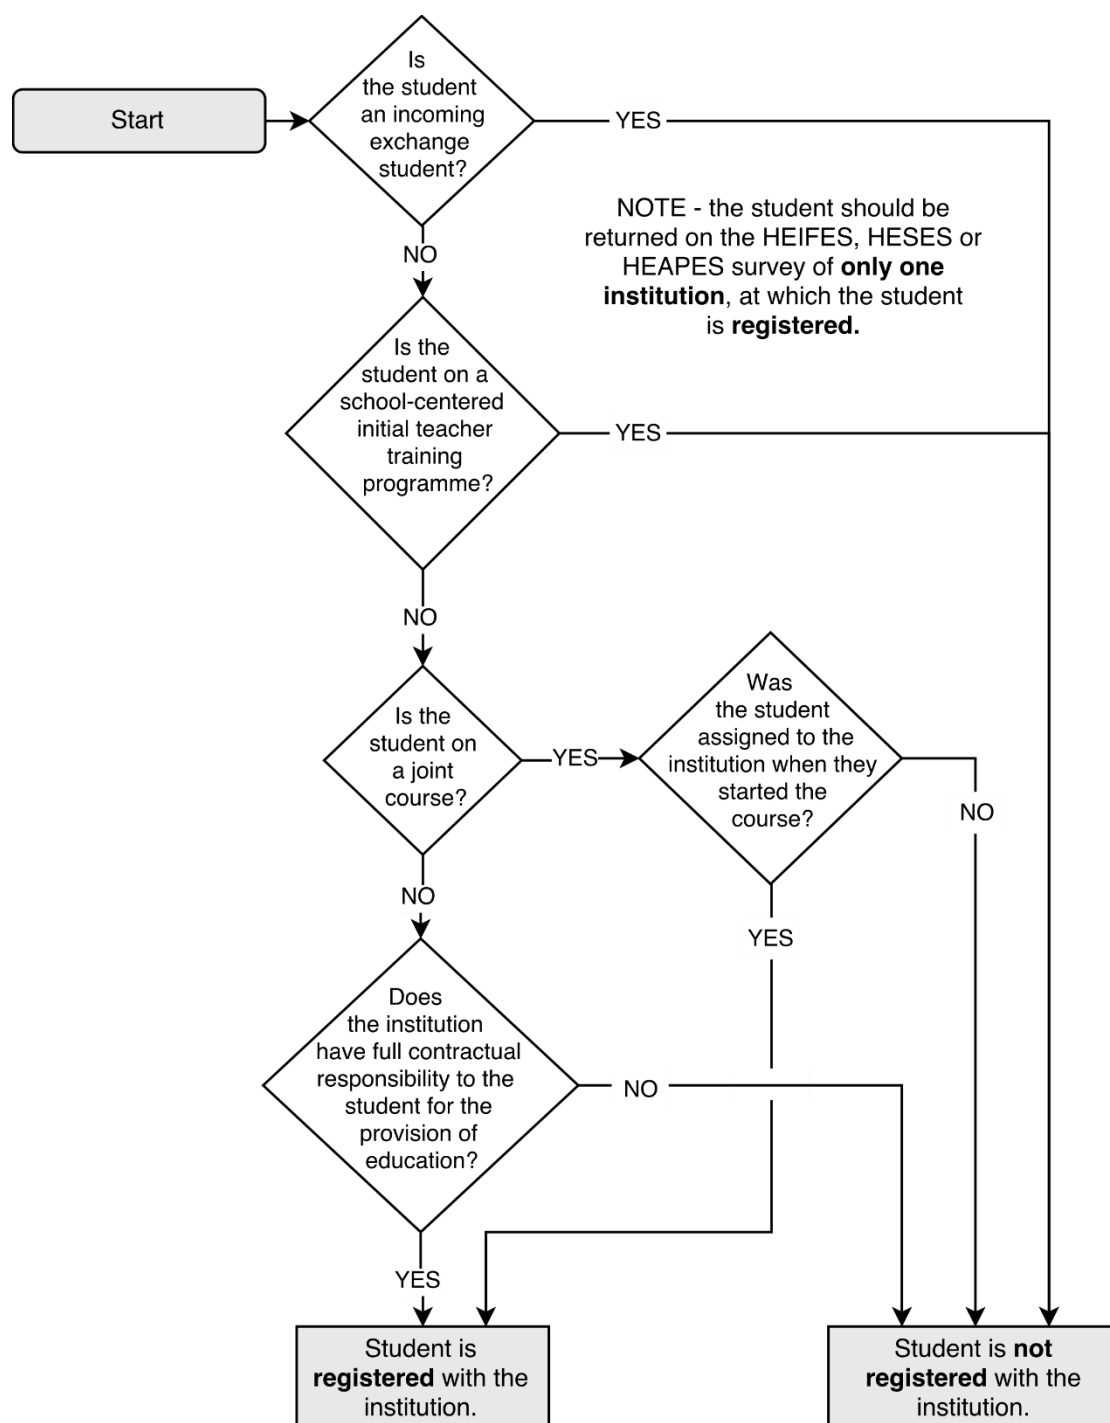 Start
Is
the student
an incoming
exchange
student?
YES
NOTE - the student should be
returned on the HEIFES, HESES or
HEAPES survey of only one
institution, at which the student
is registered.
NO
Is the
student on a
school-centered
initial teacher
training
programme?
YES
NO
Is the
student on
a joint
course?
YES
Was
the student
assigned to the
institution when they
started the
course?
NO
NO
YES
Does
the institution
have full contractual
responsibility to the
student for the
provision of
education?
NO
YES
Student is
registered with the
institution.
Student is not
registered with the
institution.